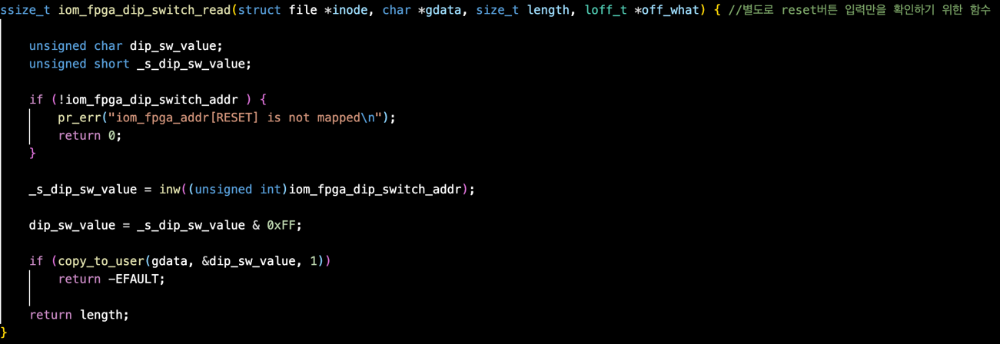 ssize_t iom_fpga_dip_switch_read(struct file *inode, char *gdata, size_t length, loff_t *off_what) { //별도로 reset버튼 입력만을 확인하기 위한 함수
unsigned char dip_sw_value;
unsigned short _s_dip_sw_value;
if (!iom_fpga_dip_switch_addr ) {
pr_err("iom_fpga_addr[RESET] is not mapped\n");
return 0;
}
_s_dip_sw_value = inw((unsigned int)iom_fpga_dip_switch_addr);
dip_sw_value = _s_dip_sw_value & 0xFF;
if (copy_to_user(gdata, &dip_sw_value, 1))
return -EFAULT;
return length;
}